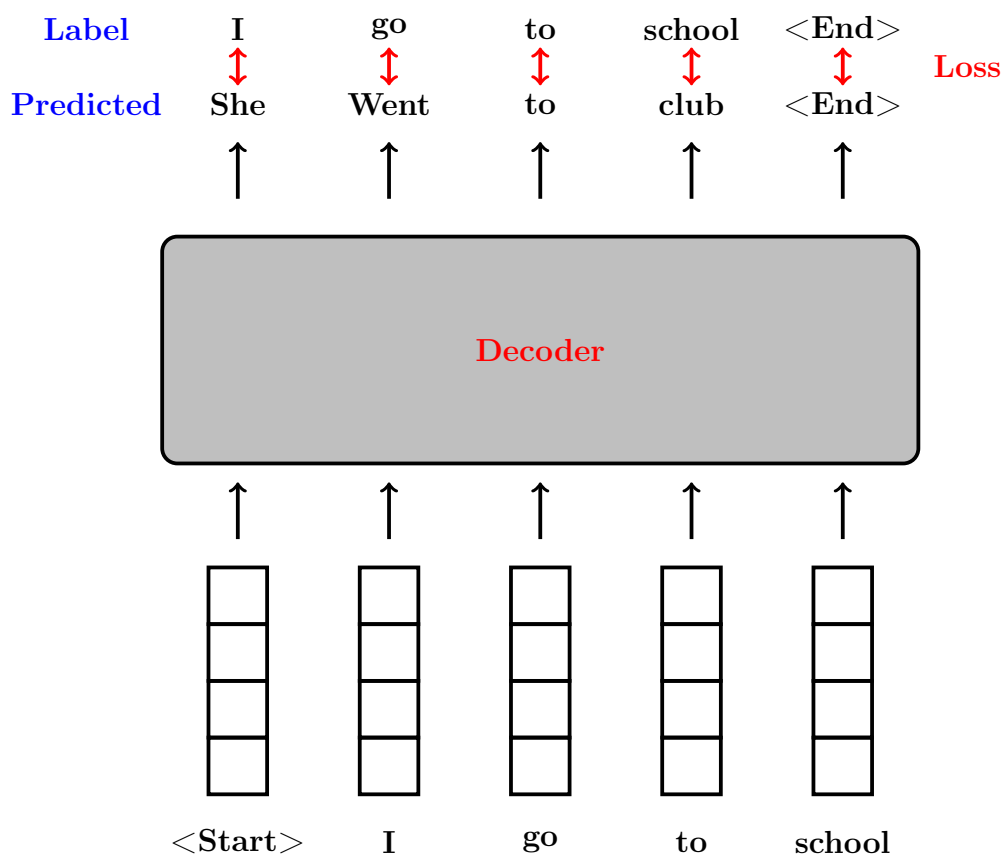 Label I go to school <End>
Loss
Predicted She Went to club <End>
Decoder
<Start> I go to school